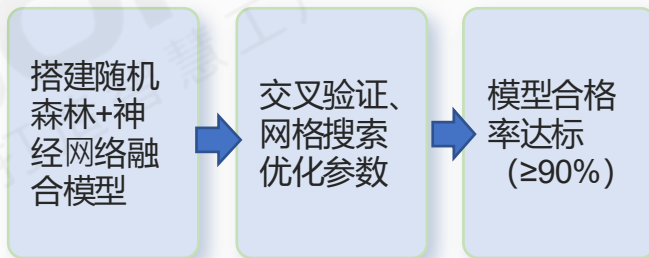 搭建随机
森林+神
经网络融
合模型
交叉验证、
网格搜索
优化参数
模型合格
率达标
（≥90%）